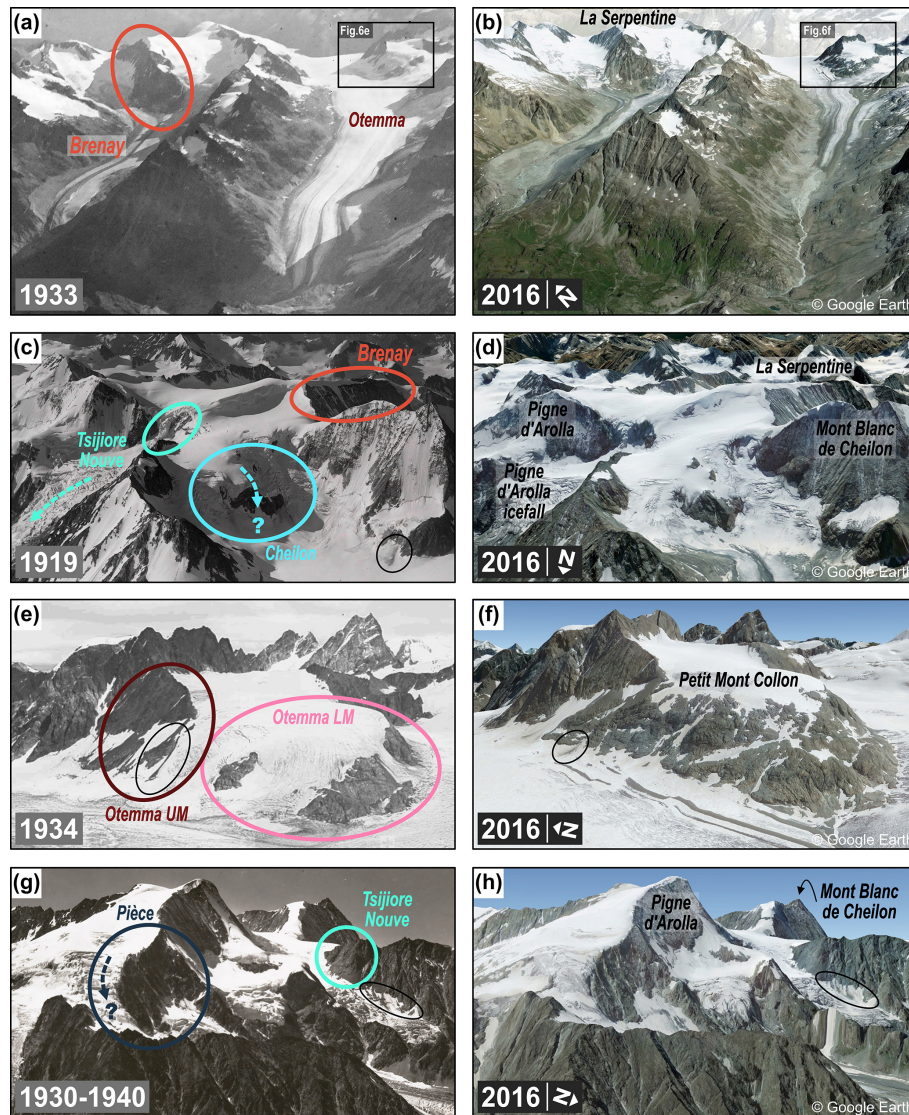 (a)
Fig.6e
Otemma
Brenay
1933
(b)
La Serpentine
Fig.6f
2016
N
© Google Earth
(c)
Brenay
Tsijiore
Nouve
?
Cheilon
1919
(d)
La Serpentine
Pigne
d'Arolla
Mont Blanc
de Cheilon
Pigne
d'Arolla
icefall
2016
N
© Google Earth
(e)
Otemma LM
Otemma UM
1934
(f)
Petit Mont Collon
2016
N
© Google Earth
(g)
Pièce
Tsijiore
Nouve
?
1930-1940
(h)
Pigne
d'Arolla
Mont Blanc
de Cheilon
2016
N
© Google Earth